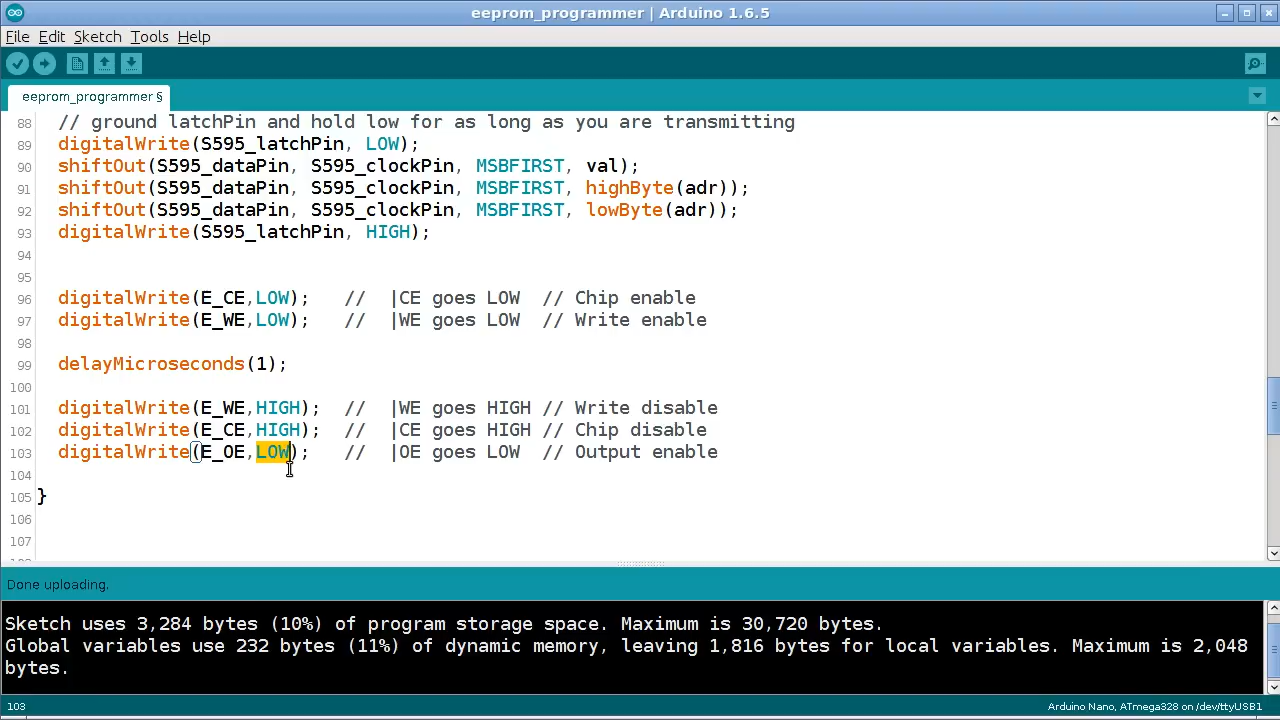 eeprom_programmer | Arduino 1.6.5
File Edit Sketch Tools Help
eeprom_programmer §
88 // ground latchPin and hold low for as long as you are transmitting
89 digitalWrite(S595_latchPin, LOW);
90 shiftOut(S595_dataPin, S595_clockPin, MSBFIRST, val);
91 shiftOut(S595_dataPin, S595_clockPin, MSBFIRST, highByte(adr));
92 shiftOut(S595_dataPin, S595_clockPin, MSBFIRST, lowByte(adr));
93 digitalWrite(S595_latchPin, HIGH);
94
95
96 digitalWrite(E_CE,LOW); // |CE goes LOW // Chip enable
97 digitalWrite(E_WE,LOW); // |WE goes LOW // Write enable
98
99 delayMicroseconds(1);
100
101 digitalWrite(E_WE,HIGH); // |WE goes HIGH // Write disable
102 digitalWrite(E_CE,HIGH); // |CE goes HIGH // Chip disable
103 digitalWrite(E_OE,LOW); // |OE goes LOW // Output enable
104
105 }
106
107
Done uploading.
Sketch uses 3,284 bytes (10%) of program storage space. Maximum is 30,720 bytes.
Global variables use 232 bytes (11%) of dynamic memory, leaving 1,816 bytes for local variables. Maximum is 2,048
bytes.
103 Arduino Nano, ATmega328 on /dev/ttyUSB1